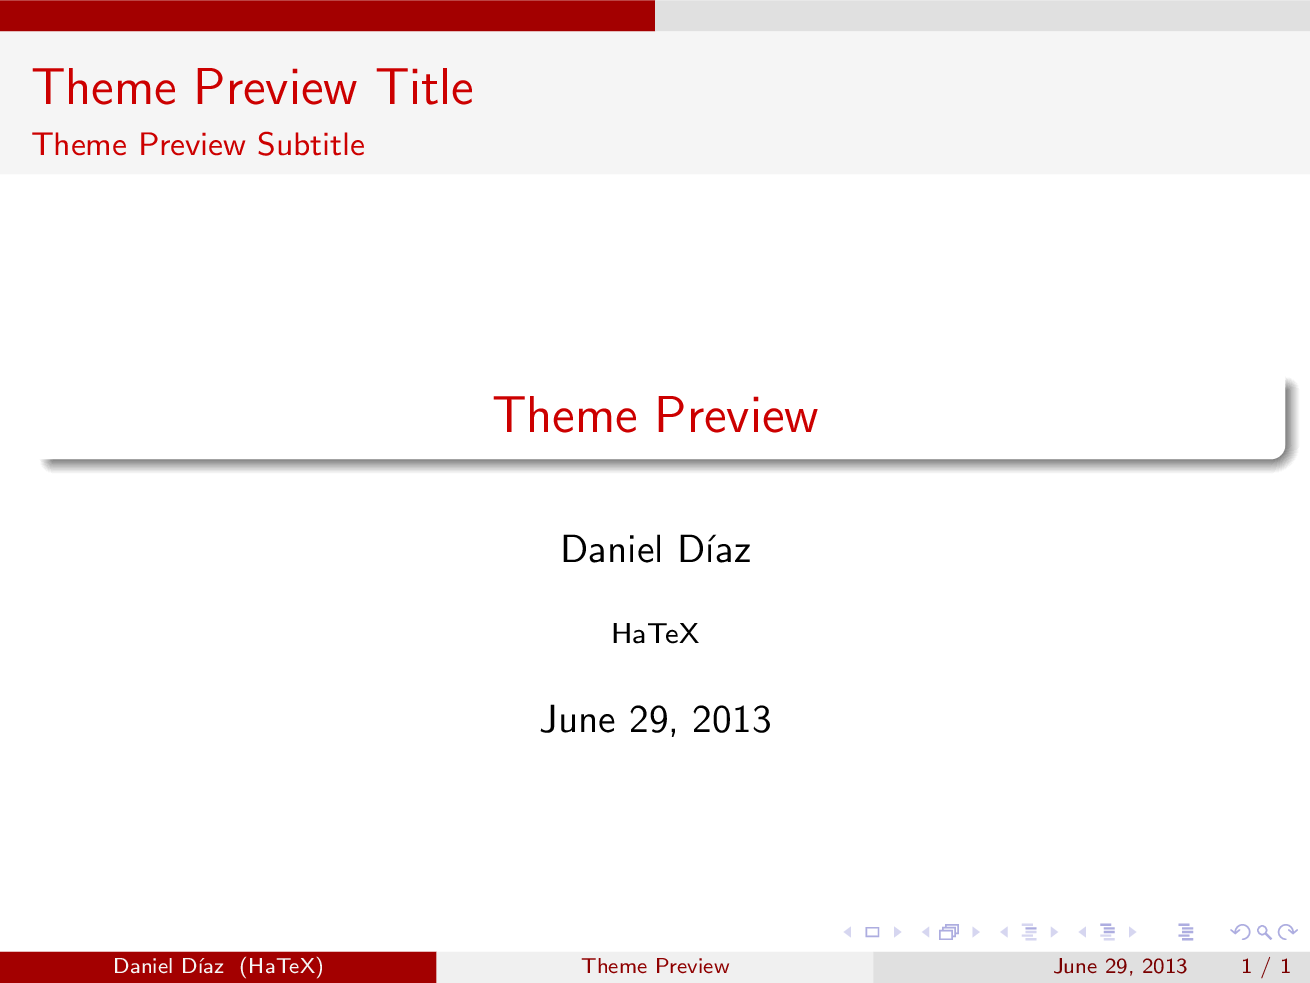 Theme Preview Title
Theme Preview Subtitle
Theme Preview
Daniel Díaz
HaTeX
June 29, 2013
Daniel Díaz (HaTeX) Theme Preview June 29, 2013 1 / 1